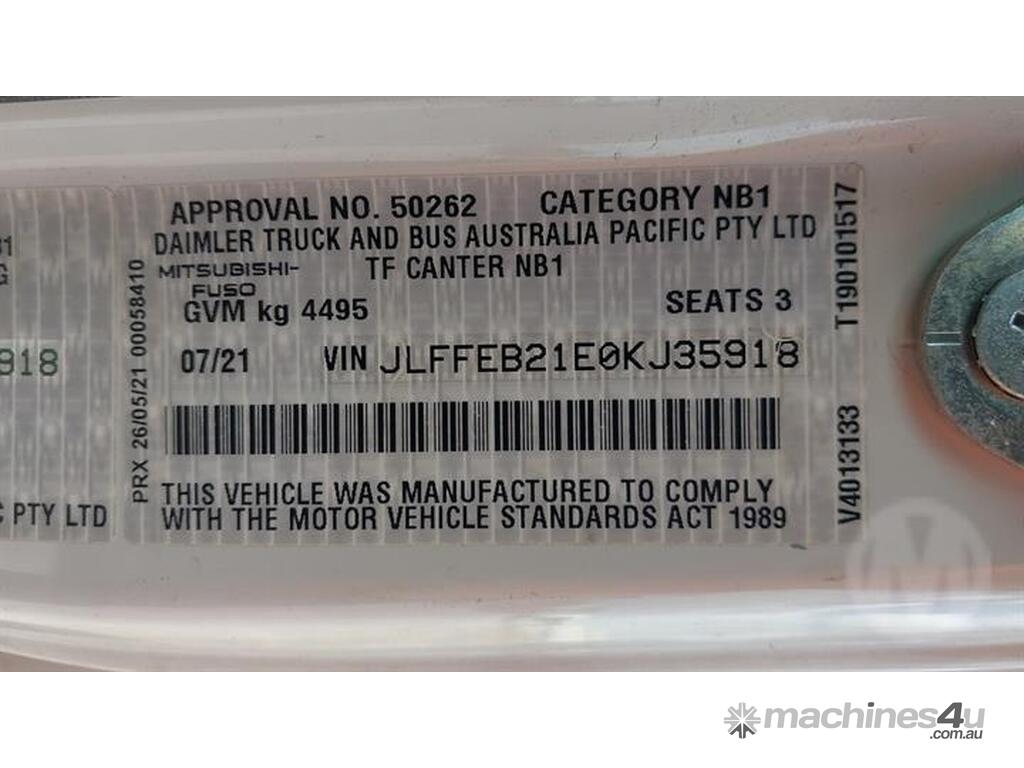 APPROVAL NO. 50262 CATEGORY NB1
DAIMLER TRUCK AND BUS AUSTRALIA PACIFIC PTY LTD
MITSUBISHI- TF CANTER NB1
FUSO
GVM kg 4495 SEATS 3
07/21 VIN JLFFEB21E0KJ35918
THIS VEHICLE WAS MANUFACTURED TO COMPLY
WITH THE MOTOR VEHICLE STANDARDS ACT 1989
PRX 26/05/21 00058410
V4013133 T190101517
918
PTY LTD
machines4u
.com.au